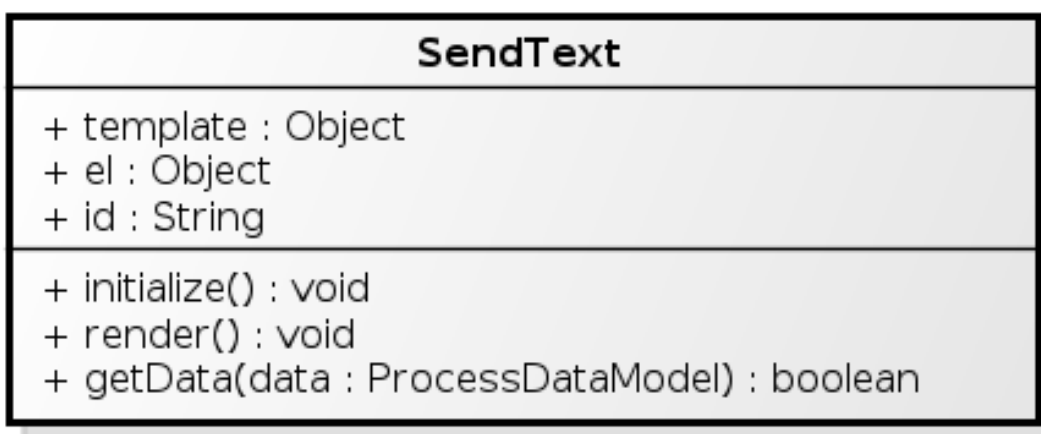 SendText
+ template : Object
+ el : Object
+ id : String
+ initialize() : void
+ render() : void
+ getData(data : ProcessDataModel) : boolean